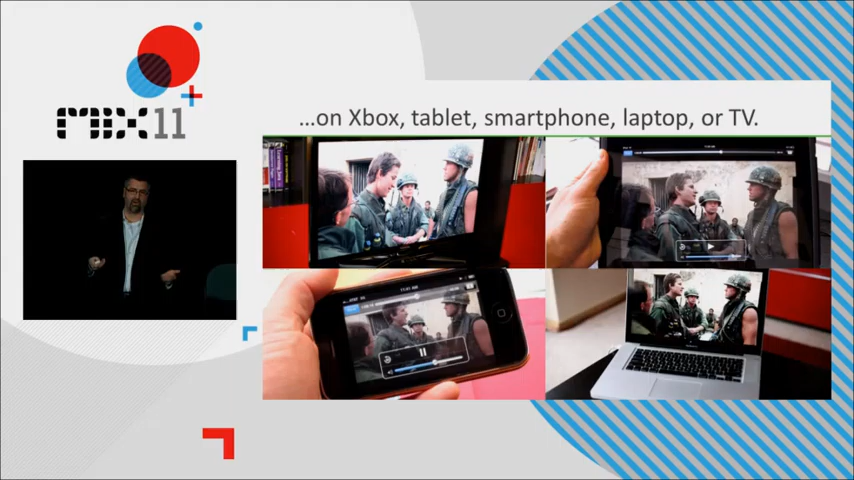 MIX11
...on Xbox, tablet, smartphone, laptop, or TV.